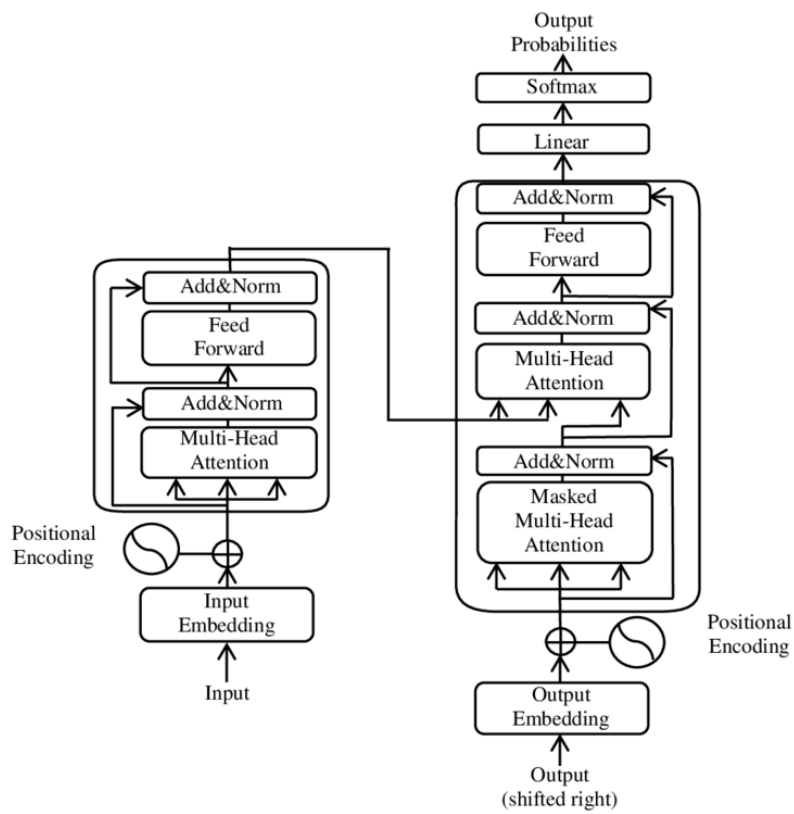 Output
Probabilities
Softmax
Linear
Add&Norm
Feed
Forward
Add&Norm
Multi-Head
Attention
Add&Norm
Masked
Multi-Head
Attention
Positional
Encoding
Output
Embedding
Output
(shifted right)
Add&Norm
Feed
Forward
Add&Norm
Multi-Head
Attention
Positional
Encoding
Input
Embedding
Input